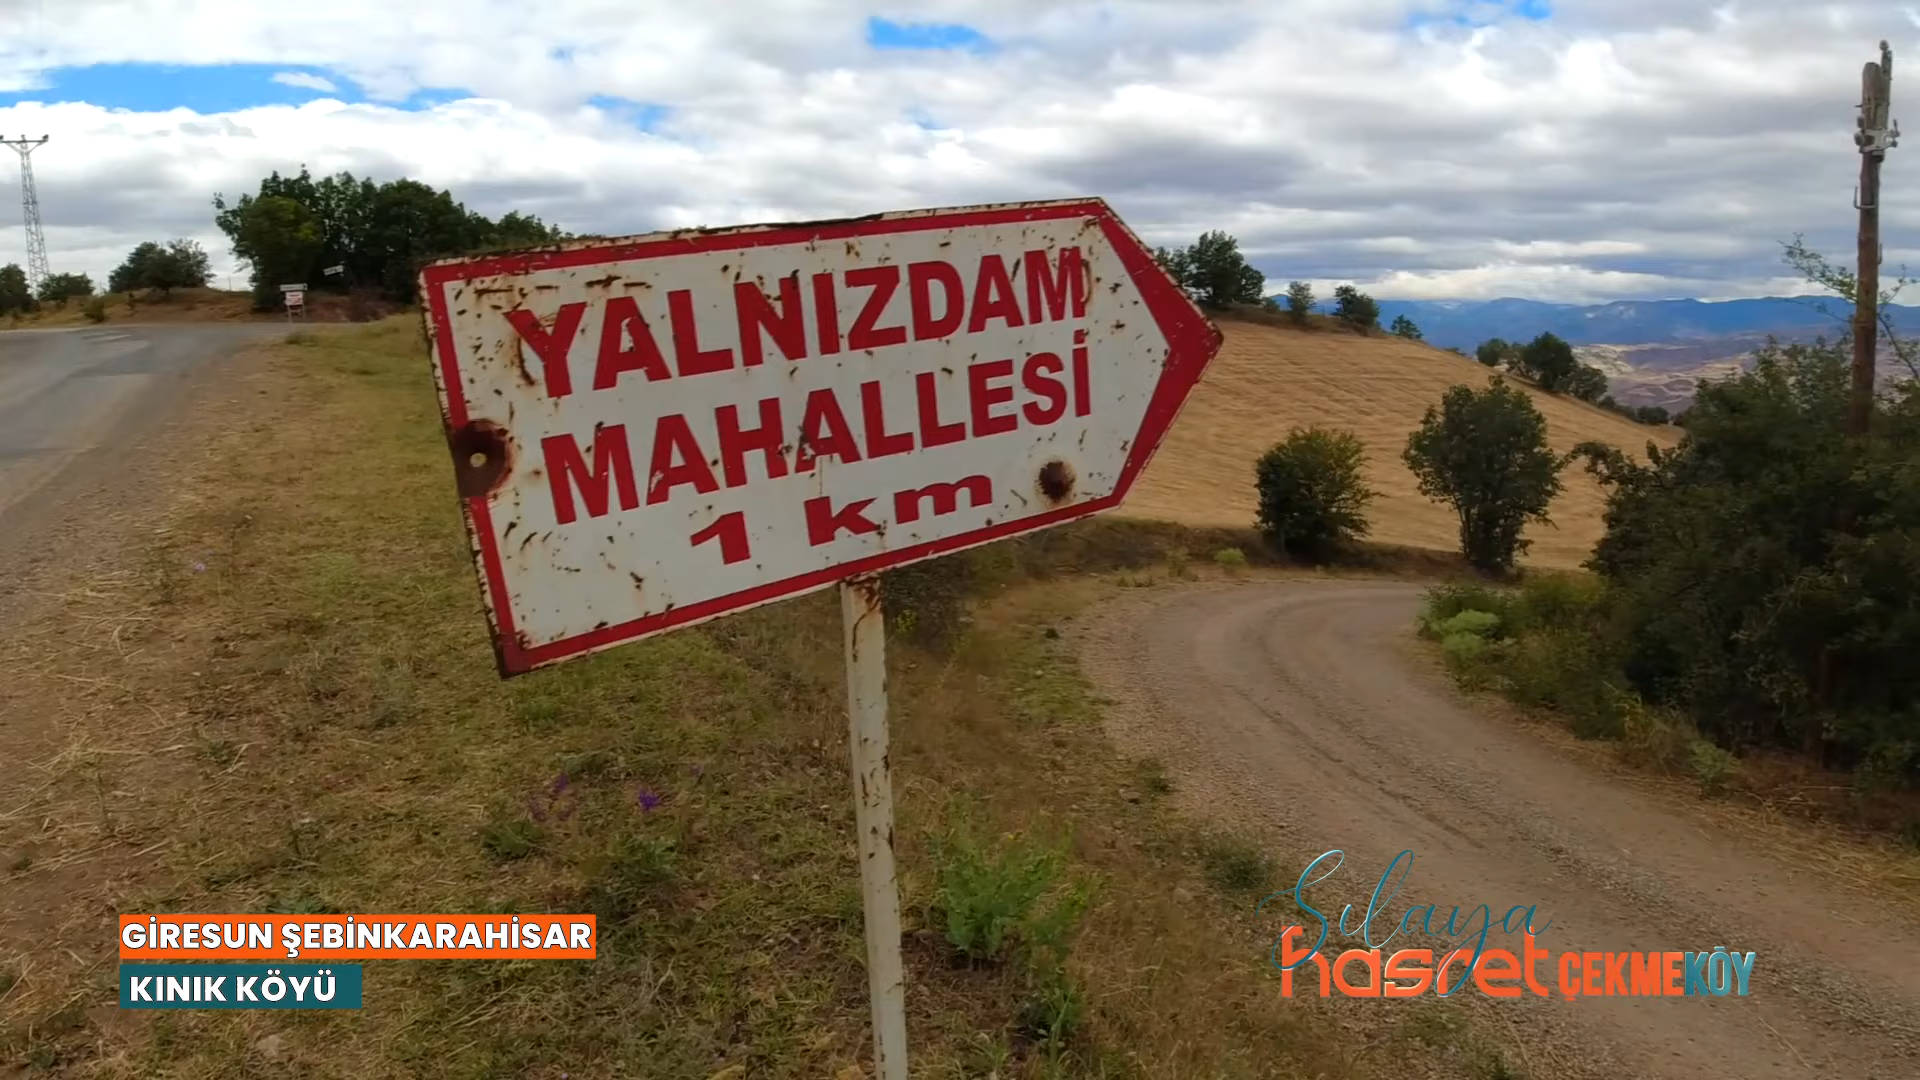 YALNIZDAM
MAHALLESİ
1 km
GİRESUN ŞEBİNKARAHİSAR
KINIK KÖYÜ
Sılaya
hasret ÇEKMEKÖY